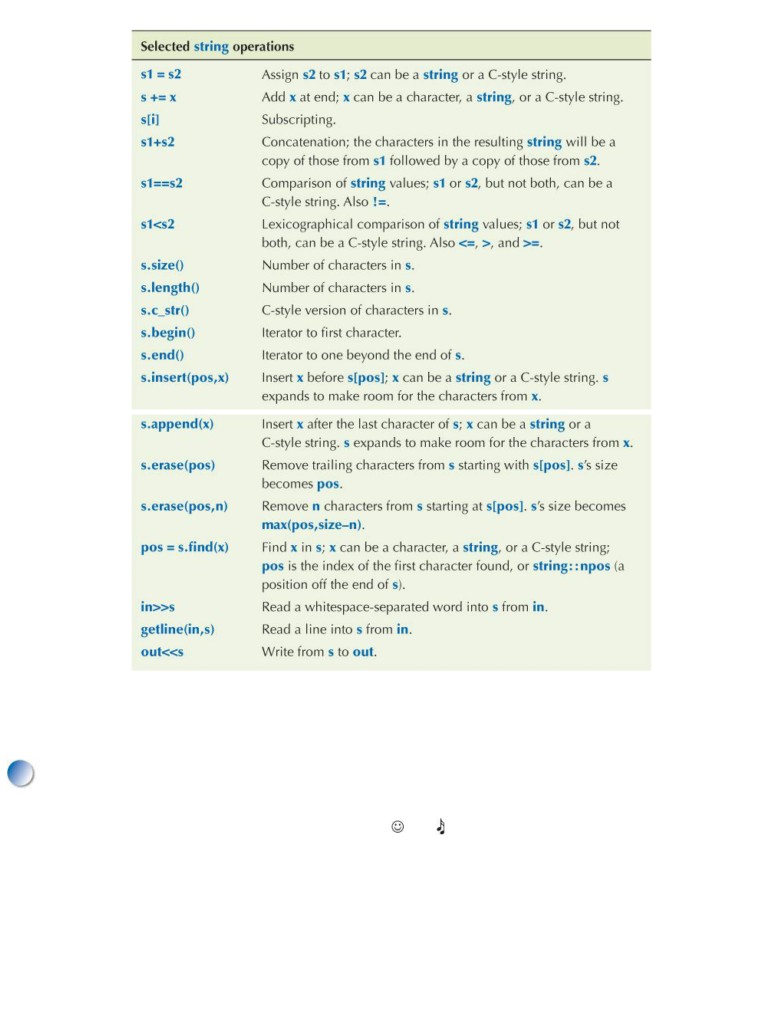 Selected string operations
s1 = s2 Assign s2 to s1; s2 can be a string or a C-style string.
s += x Add x at end; x can be a character, a string, or a C-style string.
s[i] Subscripting.
s1+s2 Concatenation; the characters in the resulting string will be a
copy of those from s1 followed by a copy of those from s2.
s1==s2 Comparison of string values; s1 or s2, but not both, can be a
C-style string. Also !=.
s1<s2 Lexicographical comparison of string values; s1 or s2, but not
both, can be a C-style string. Also <=, >, and >=.
s.size() Number of characters in s.
s.length() Number of characters in s.
s.c_str() C-style version of characters in s.
s.begin() Iterator to first character.
s.end() Iterator to one beyond the end of s.
s.insert(pos,x) Insert x before s[pos]; x can be a string or a C-style string. s
expands to make room for the characters from x.
s.append(x) Insert x after the last character of s; x can be a string or a
C-style string. s expands to make room for the characters from x.
s.erase(pos) Remove trailing characters from s starting with s[pos]. s's size
becomes pos.
s.erase(pos,n) Remove n characters from s starting at s[pos]. s's size becomes
max(pos,size–n).
pos = s.find(x) Find x in s; x can be a character, a string, or a C-style string;
pos is the index of the first character found, or string::npos (a
position off the end of s).
in>>s Read a whitespace-separated word into s from in.
getline(in,s) Read a line into s from in.
out<<s Write from s to out.